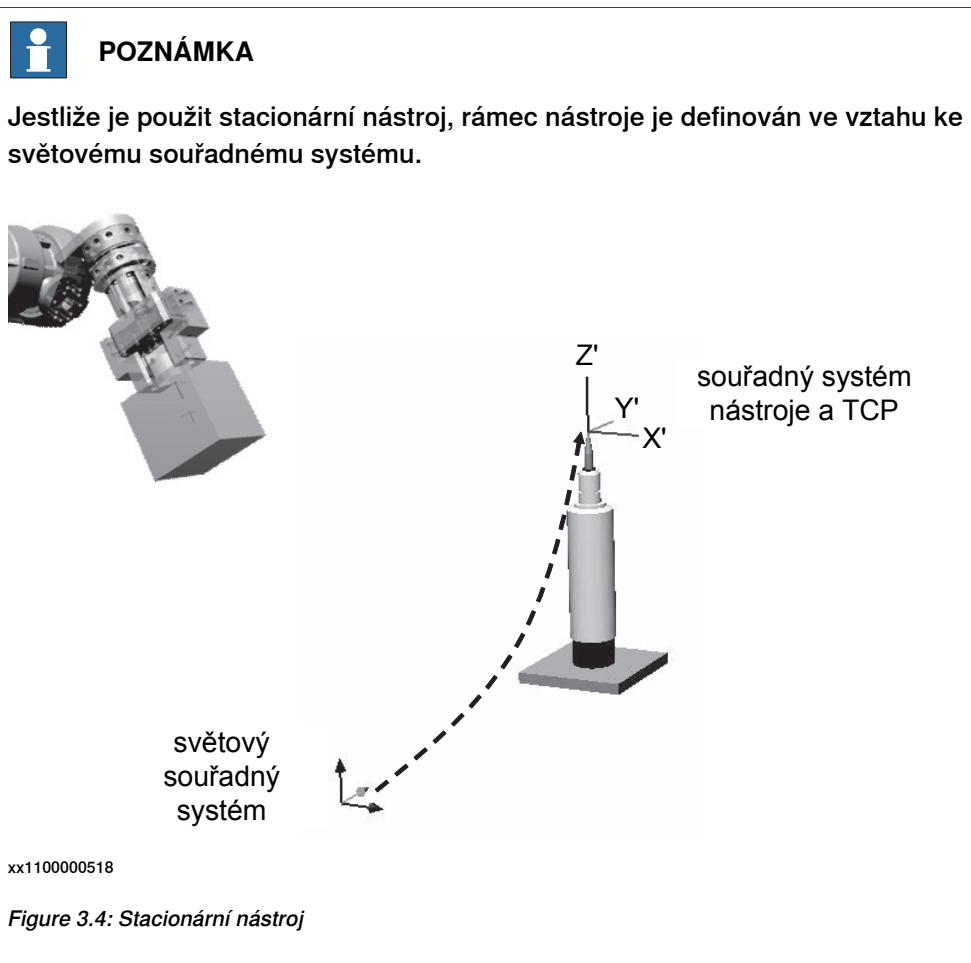 POZNÁMKA
Jestliže je použit stacionární nástroj, rámec nástroje je definován ve vztahu ke
světovému souřadnému systému.
Z'
Y'
X'
souřadný systém
nástroje a TCP
světový
souřadný
systém
xx1100000518
Figure 3.4: Stacionární nástroj